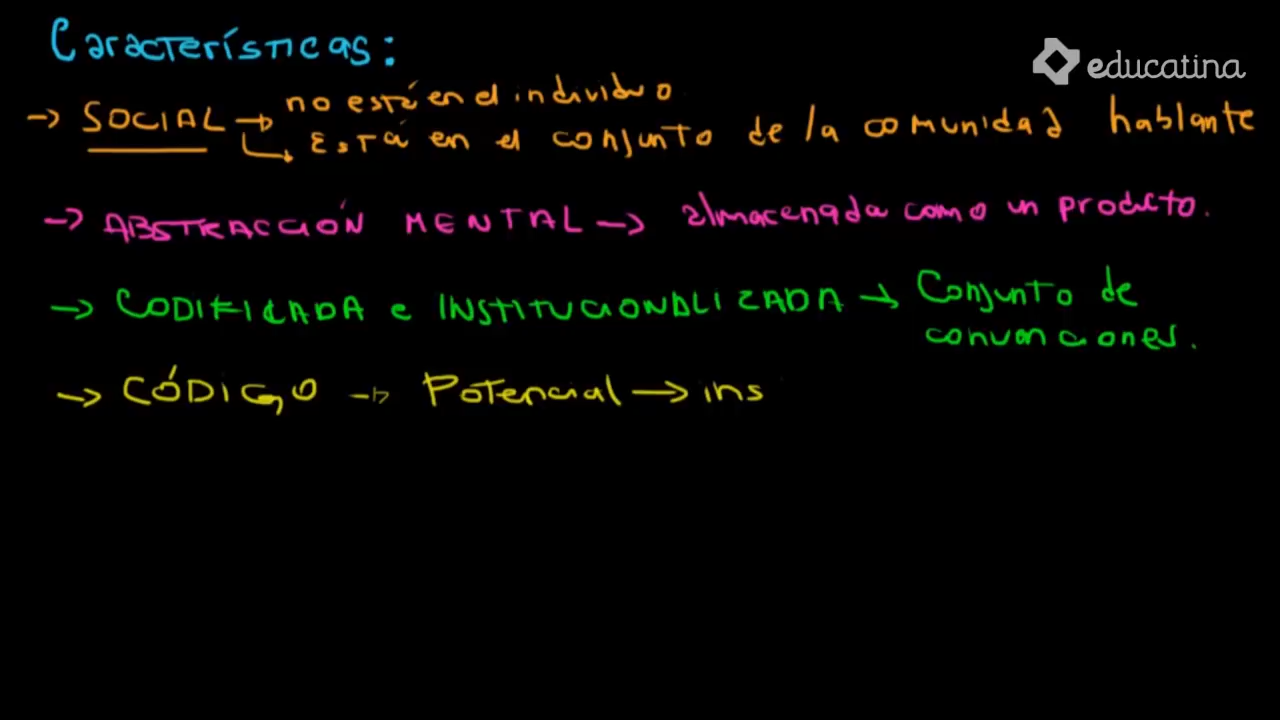 Características:
educatina
→ SOCIAL → no está en el individuo
Está en el conjunto de la comunidad hablante
→ ABSTRACCIÓN MENTAL → almacenada como un producto.
→ CODIFICADA e INSTITUCIONALIZADA → Conjunto de
convenciones.
→ CÓDIGO → Potencial → ins